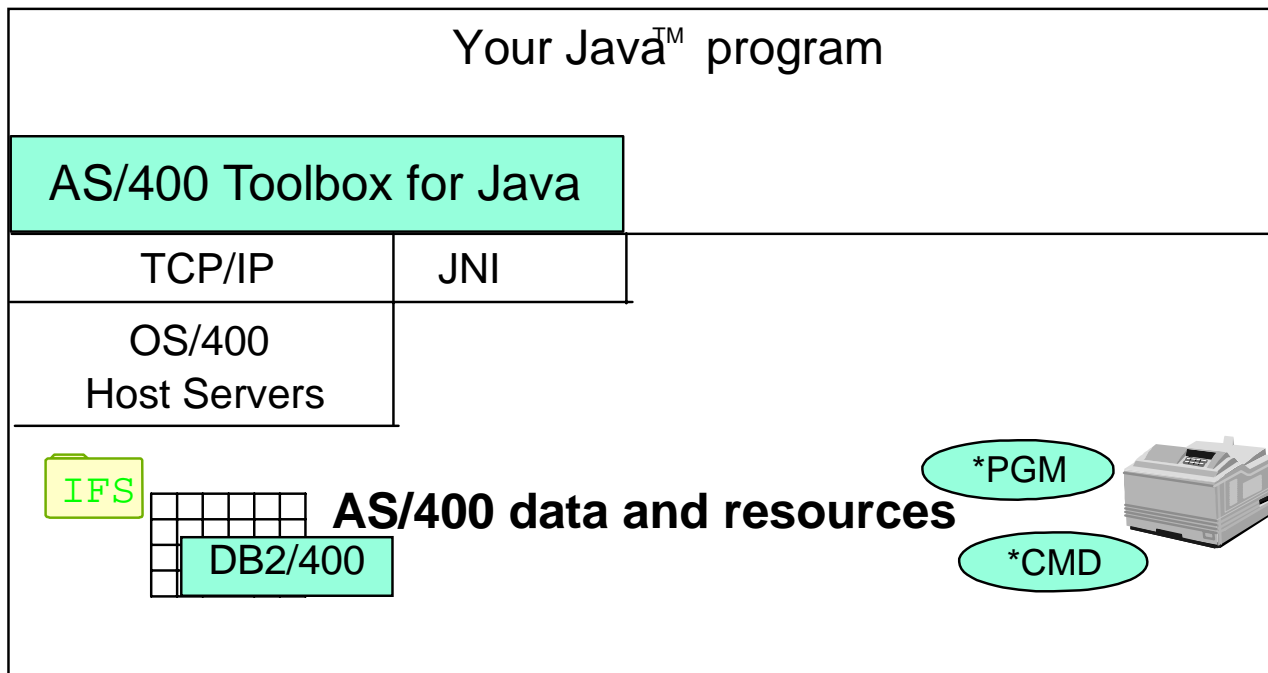 Your Java™ program
AS/400 Toolbox for Java
TCP/IP
JNI
OS/400
Host Servers
IFS
DB2/400
AS/400 data and resources
*PGM
*CMD